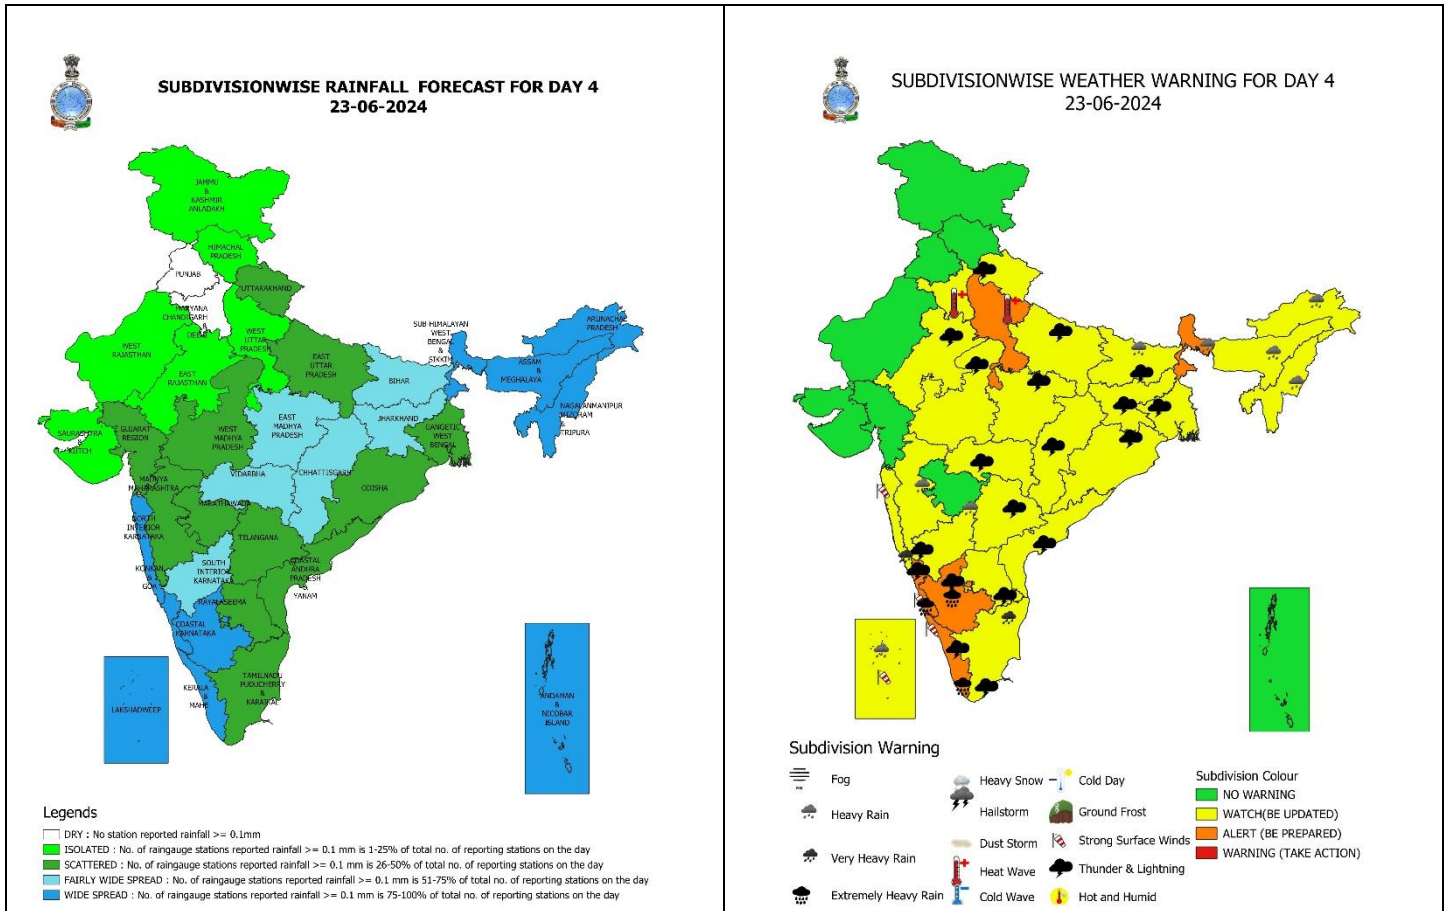 SUBDIVISIONWISE RAINFALL FORECAST FOR DAY 4
23-06-2024
JAMMU
&
KASHMIR
ANLADAKH
HIMACHAL
PRADESH
PUNJAB
UTTARAKHAND
HARYANA
CHANDIGARH
&
DELHI
WEST
UTTAR
PRADESH
WEST
RAJASTHAN
EAST
RAJASTHAN
EAST
UTTAR
PRADESH
SUB-HIMALAYAN
WEST
BENGAL
&
SIKKIM
ARUNACHAL
PRADESH
ASSAM
&
MEGHALAYA
NAGALANMANIPUR
MIZORAM
&
TRIPURA
BIHAR
JHARKHAND
GANGETIC
WEST
BENGAL
SAURASHTRA
&
KUTCH
GUJARAT
REGION
WEST
MADHYA
PRADESH
EAST
MADHYA
PRADESH
CHHATTISGARH
VIDARBHA
ODISHA
MADHYA
MAHARASHTRA
MARATHAWADA
NORTH
INTERIOR
KARNATAKA
TELANGANA
KONKAN
&
GOA
SOUTH
INTERIOR
KARNATAKA
COASTAL
ANDHRA
PRADESH
&
YANAM
RAYALASEEMA
COASTAL
KARNATAKA
TAMILNADU
PUDUCHERRY
&
KARAIKAL
KERALA
&
MAHE
LAKSHADWEEP
ANDAMAN
&
NICOBAR
ISLAND
Legends
DRY : No station reported rainfall >= 0.1mm
ISOLATED : No. of raingauge stations reported rainfall >= 0.1 mm is 1-25% of total no. of reporting stations on the day
SCATTERED : No. of raingauge stations reported rainfall >= 0.1 mm is 26-50% of total no. of reporting stations on the day
FAIRLY WIDE SPREAD : No. of raingauge stations reported rainfall >= 0.1 mm is 51-75% of total no. of reporting stations on the day
WIDE SPREAD : No. of raingauge stations reported rainfall >= 0.1 mm is 75-100% of total no. of reporting stations on the day
SUBDIVISIONWISE WEATHER WARNING FOR DAY 4
23-06-2024
Subdivision Warning
Fog
Heavy Rain
Very Heavy Rain
Extremely Heavy Rain
Heavy Snow
Hailstorm
Dust Storm
Heat Wave
Cold Wave
Cold Day
Ground Frost
Strong Surface Winds
Thunder & Lightning
Hot and Humid
Subdivision Colour
NO WARNING
WATCH(BE UPDATED)
ALERT (BE PREPARED)
WARNING (TAKE ACTION)